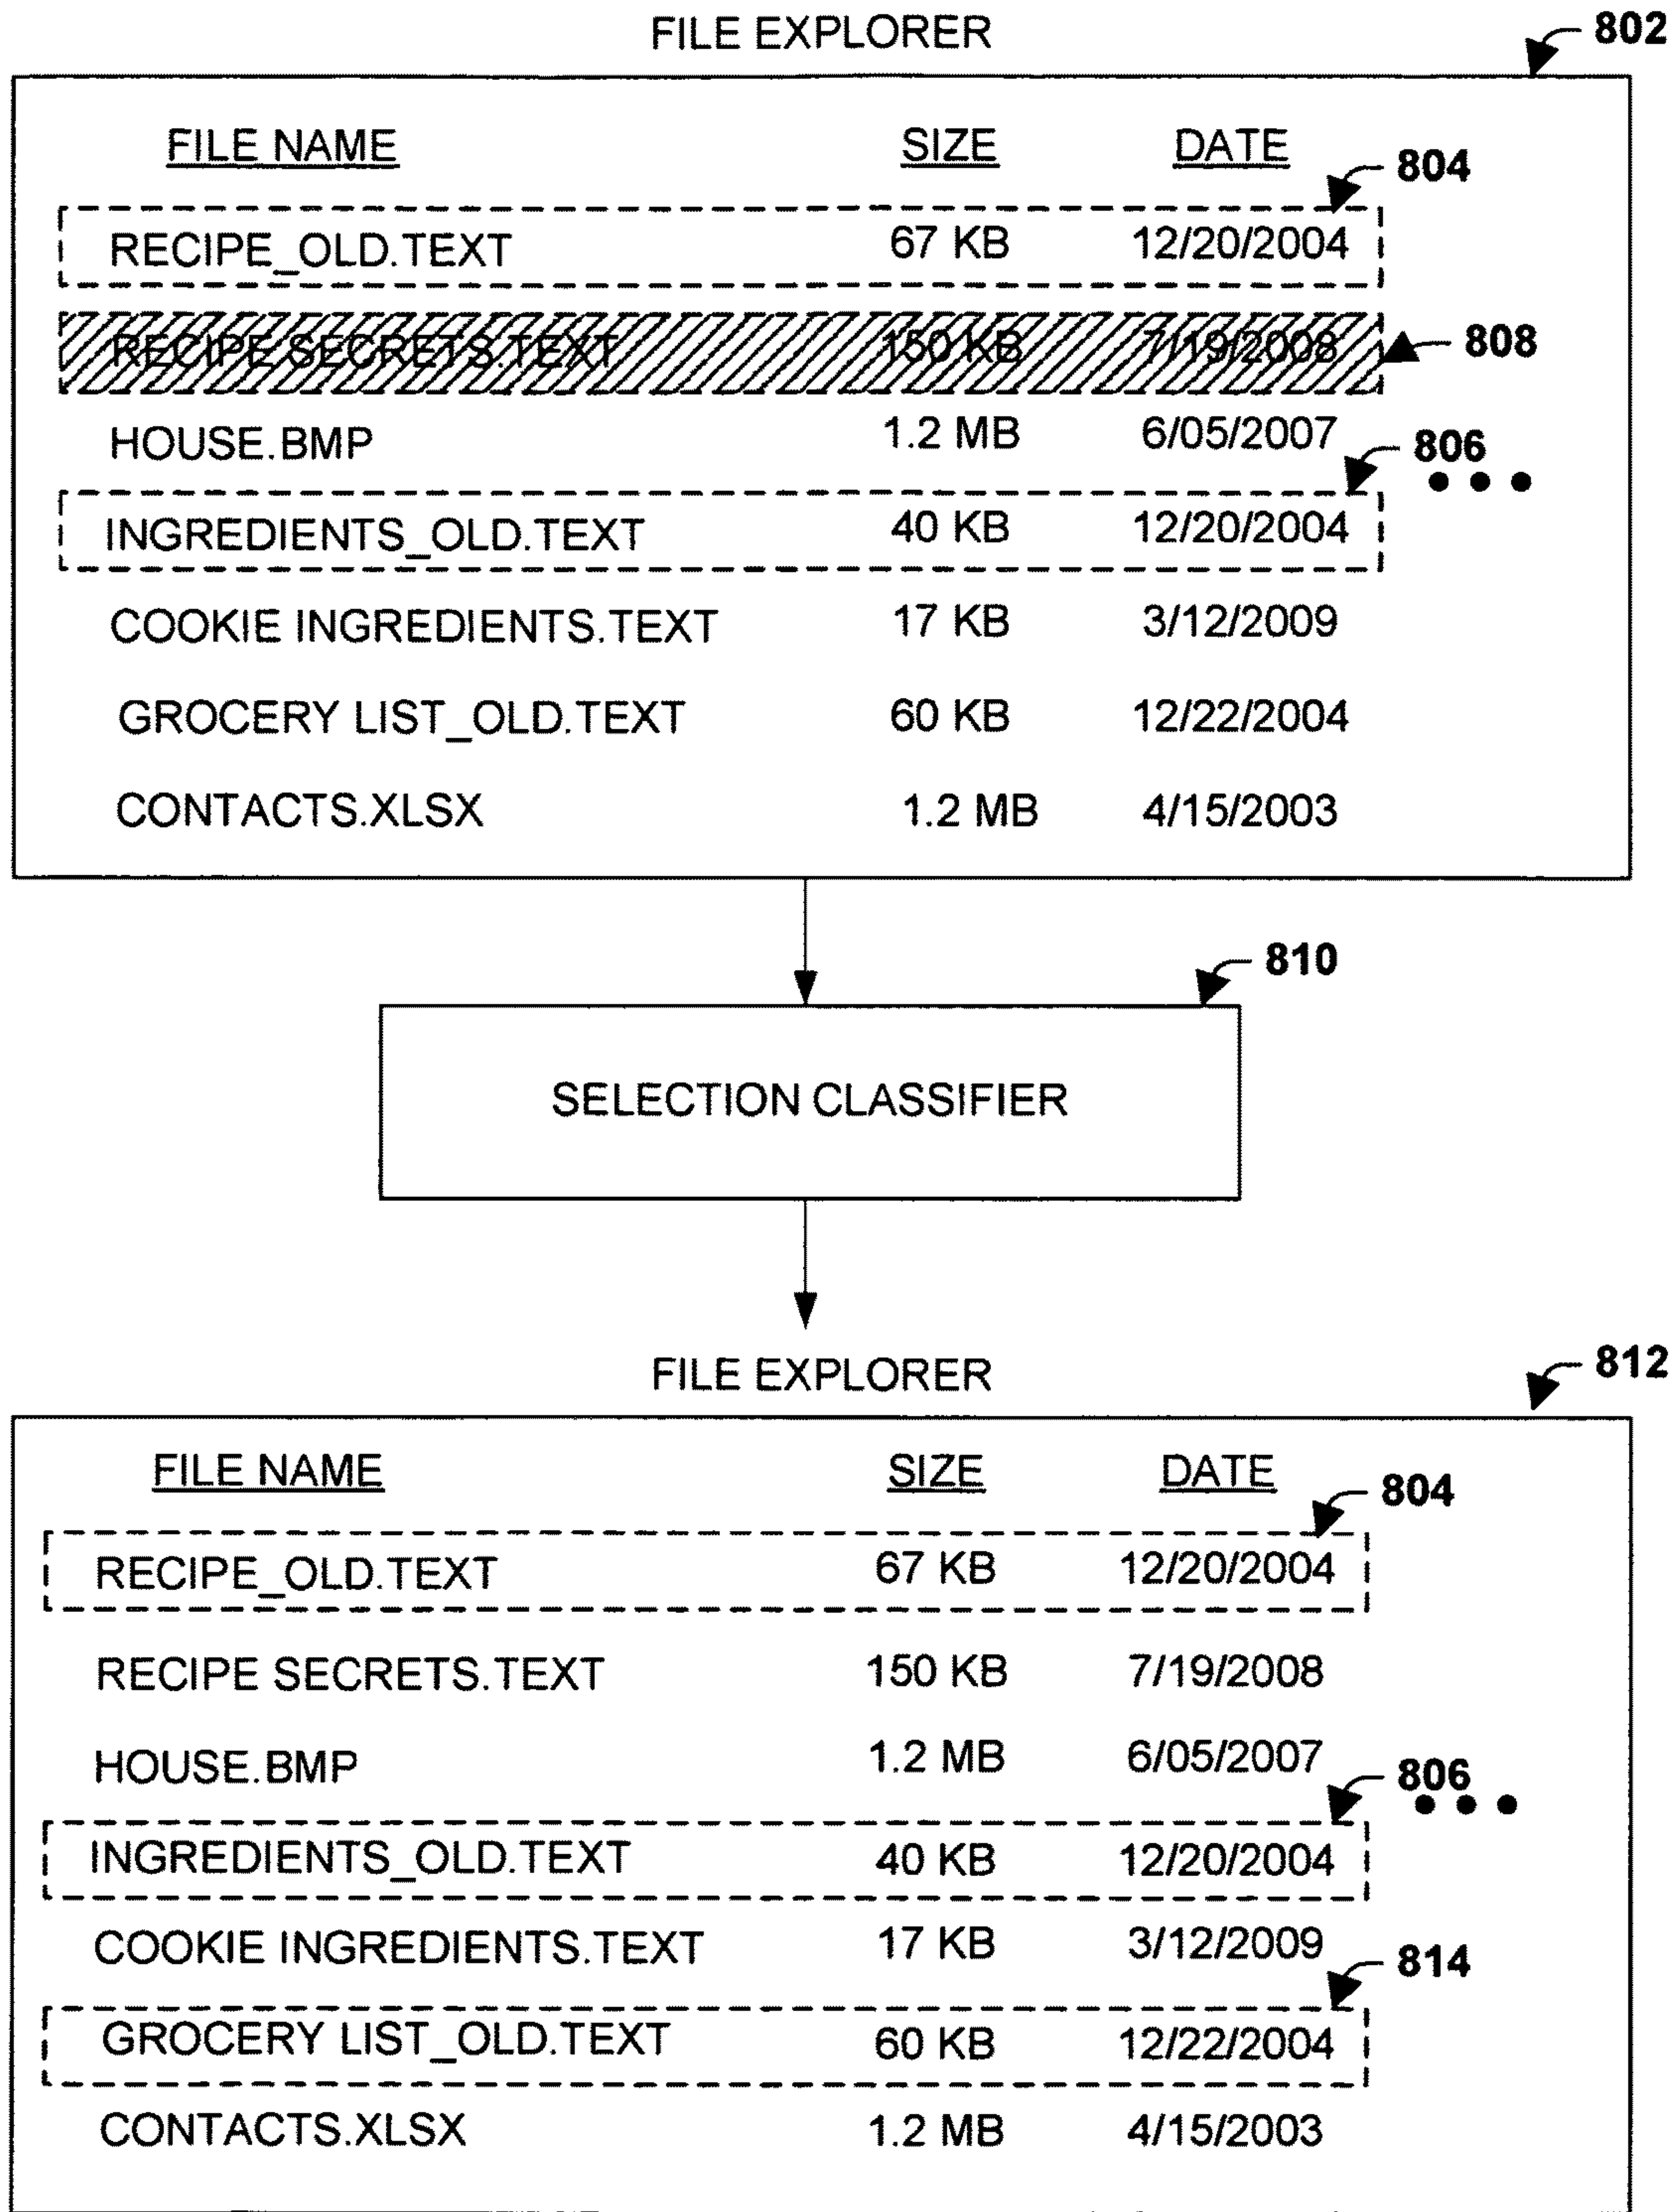 FILE EXPLORER
802
FILE NAME SIZE DATE
804
RECIPE_OLD.TEXT 67 KB 12/20/2004
RECIPE SECRETS.TEXT 150 KB 7/19/2008
808
HOUSE.BMP 1.2 MB 6/05/2007
806
INGREDIENTS_OLD.TEXT 40 KB 12/20/2004
COOKIE INGREDIENTS.TEXT 17 KB 3/12/2009
GROCERY LIST_OLD.TEXT 60 KB 12/22/2004
CONTACTS.XLSX 1.2 MB 4/15/2003
810
SELECTION CLASSIFIER
FILE EXPLORER
812
FILE NAME SIZE DATE
804
RECIPE_OLD.TEXT 67 KB 12/20/2004
RECIPE SECRETS.TEXT 150 KB 7/19/2008
HOUSE.BMP 1.2 MB 6/05/2007
806
INGREDIENTS_OLD.TEXT 40 KB 12/20/2004
COOKIE INGREDIENTS.TEXT 17 KB 3/12/2009
814
GROCERY LIST_OLD.TEXT 60 KB 12/22/2004
CONTACTS.XLSX 1.2 MB 4/15/2003